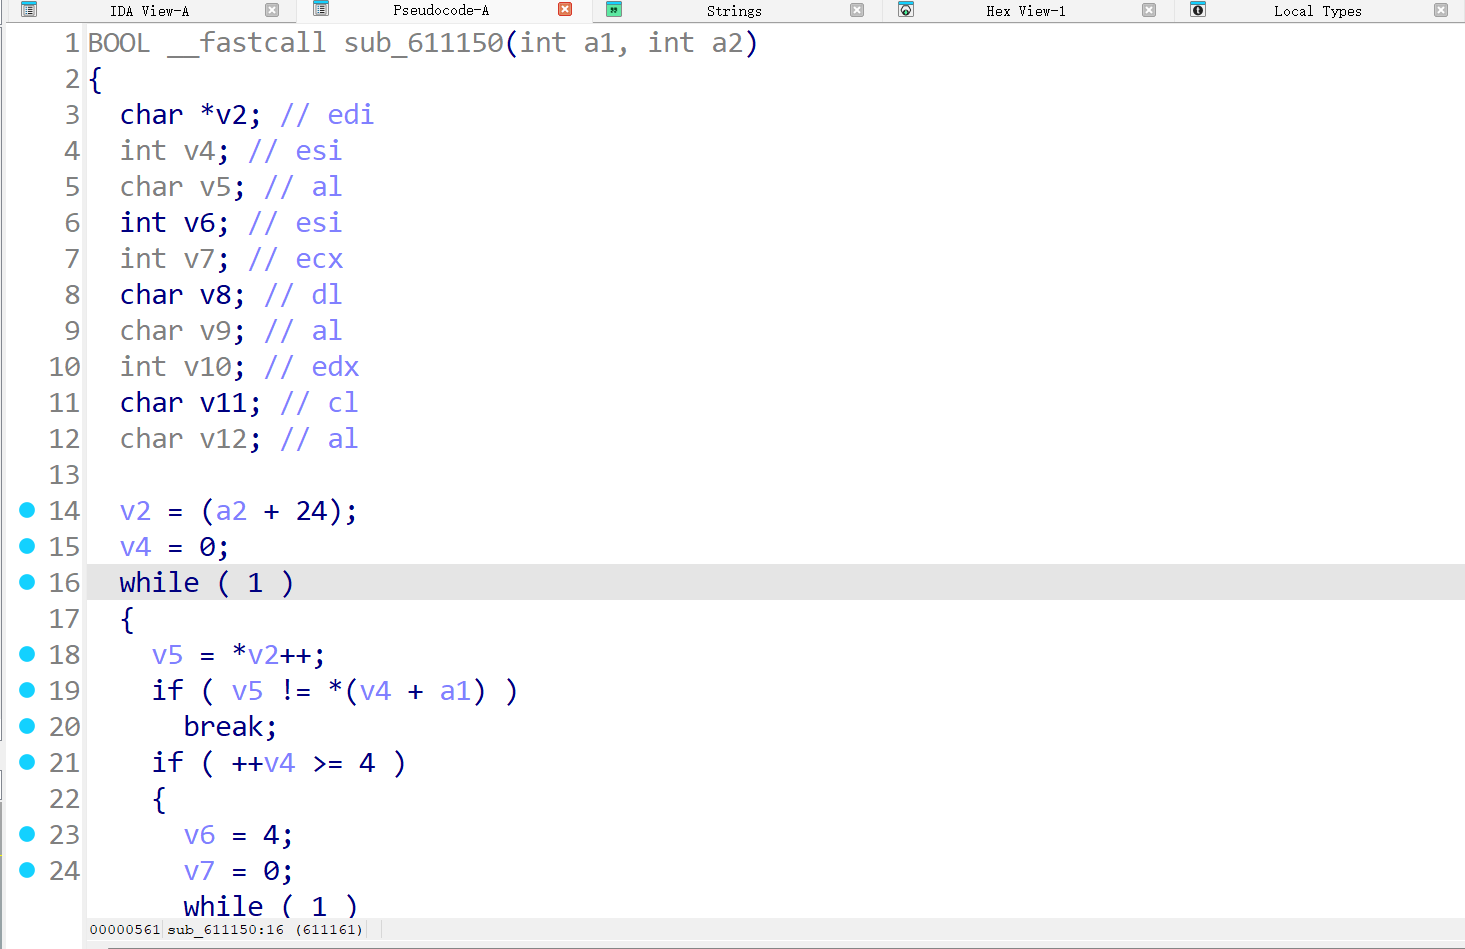 IDA View-A Pseudocode-A Strings Hex View-1 Local Types
1 BOOL __fastcall sub_611150(int a1, int a2)
2 {
3   char *v2; // edi
4   int v4; // esi
5   char v5; // al
6   int v6; // esi
7   int v7; // ecx
8   char v8; // dl
9   char v9; // al
10   int v10; // edx
11   char v11; // cl
12   char v12; // al
13
14   v2 = (a2 + 24);
15   v4 = 0;
16   while ( 1 )
17   {
18     v5 = *v2++;
19     if ( v5 != *(v4 + a1) )
20       break;
21     if ( ++v4 >= 4 )
22     {
23       v6 = 4;
24       v7 = 0;
      while ( 1 )
00000561 sub_611150:16 (611161)